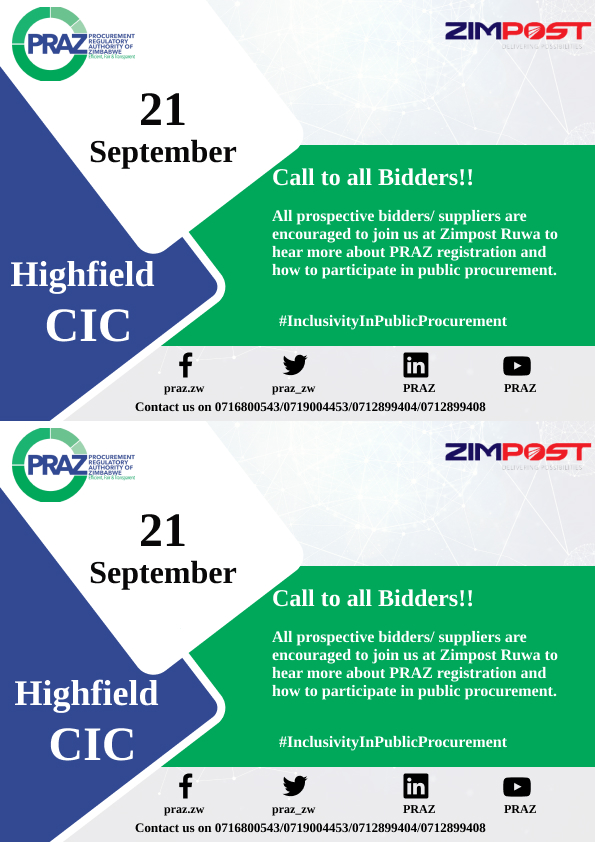 PRAZ
PROCUREMENT
REGULATORY
AUTHORITY OF
ZIMBABWE
Efficient, Fair & Transparent
ZIMPOST
DELIVERING POSSIBILITIES
21
September
Call to all Bidders!!
All prospective bidders/ suppliers are
encouraged to join us at Zimpost Ruwa to
hear more about PRAZ registration and
how to participate in public procurement.
Highfield
CIC
#InclusivityInPublicProcurement
praz.zw
praz_zw
PRAZ
PRAZ
Contact us on 0716800543/0719004453/0712899404/0712899408
PRAZ
PROCUREMENT
REGULATORY
AUTHORITY OF
ZIMBABWE
Efficient, Fair & Transparent
ZIMPOST
DELIVERING POSSIBILITIES
21
September
Call to all Bidders!!
All prospective bidders/ suppliers are
encouraged to join us at Zimpost Ruwa to
hear more about PRAZ registration and
how to participate in public procurement.
Highfield
CIC
#InclusivityInPublicProcurement
praz.zw
praz_zw
PRAZ
PRAZ
Contact us on 0716800543/0719004453/0712899404/0712899408